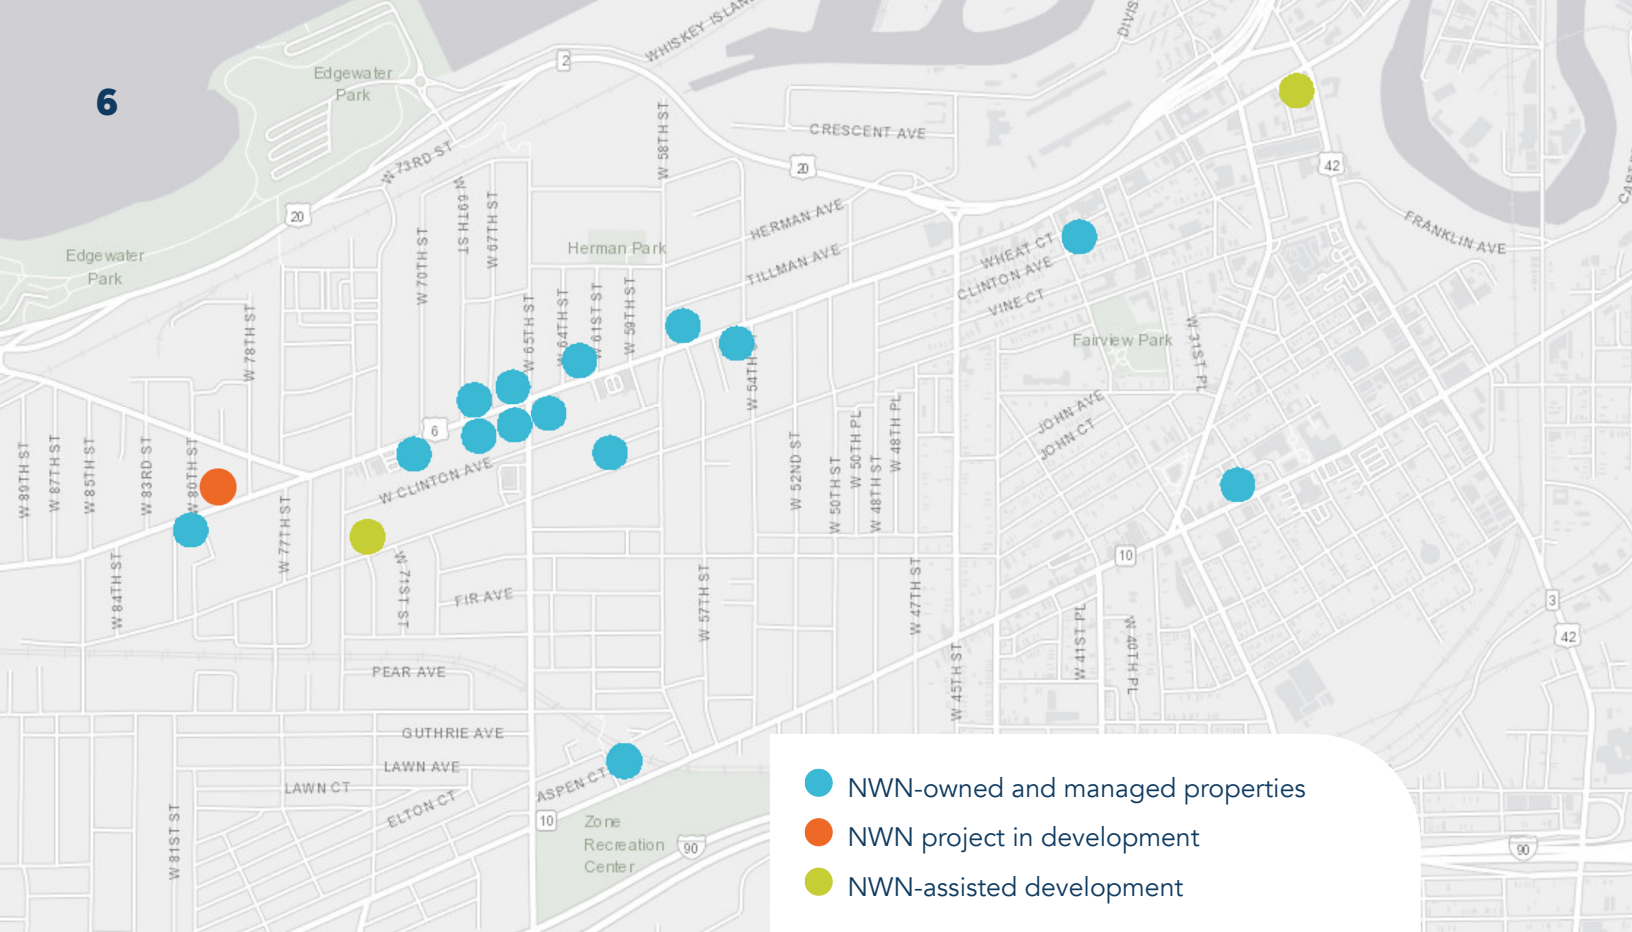 6
Edgewater
Park
2
WHISKEY ISLAN
DIVIS
W 58TH ST
CRESCENT AVE
W 73RD ST
20
42
20
W 69TH ST
W 67TH ST
W 70TH ST
HERMAN AVE
Herman Park
TILLMAN AVE
FRANKLIN AVE
Edgewater
Park
WHEAT CT
CLINTON AVE
VINE CT
W 78TH ST
W 65TH ST
W 64TH ST
W 61ST ST
W 59TH ST
W 54TH
Fairview Park
W 31ST PL
6
W CLINTON AVE
JOHN AVE
JOHN CT
W 89TH ST
W 87TH ST
W 85TH ST
W 83RD ST
W 80TH ST
W 77TH ST
W 52ND ST
W 50TH ST
W 50TH PL
W 48TH ST
W 48TH PL
W 84TH ST
W 71ST ST
FIR AVE
W 57TH ST
W 47TH ST
10
3
42
W 45TH ST
W 41ST PL
W 40TH PL
PEAR AVE
GUTHRIE AVE
LAWN AVE
LAWN CT
ELTON CT
ASPEN CT
W 81ST ST
10
Zone
Recreation
Center
90
90
NWN-owned and managed properties
NWN project in development
NWN-assisted development